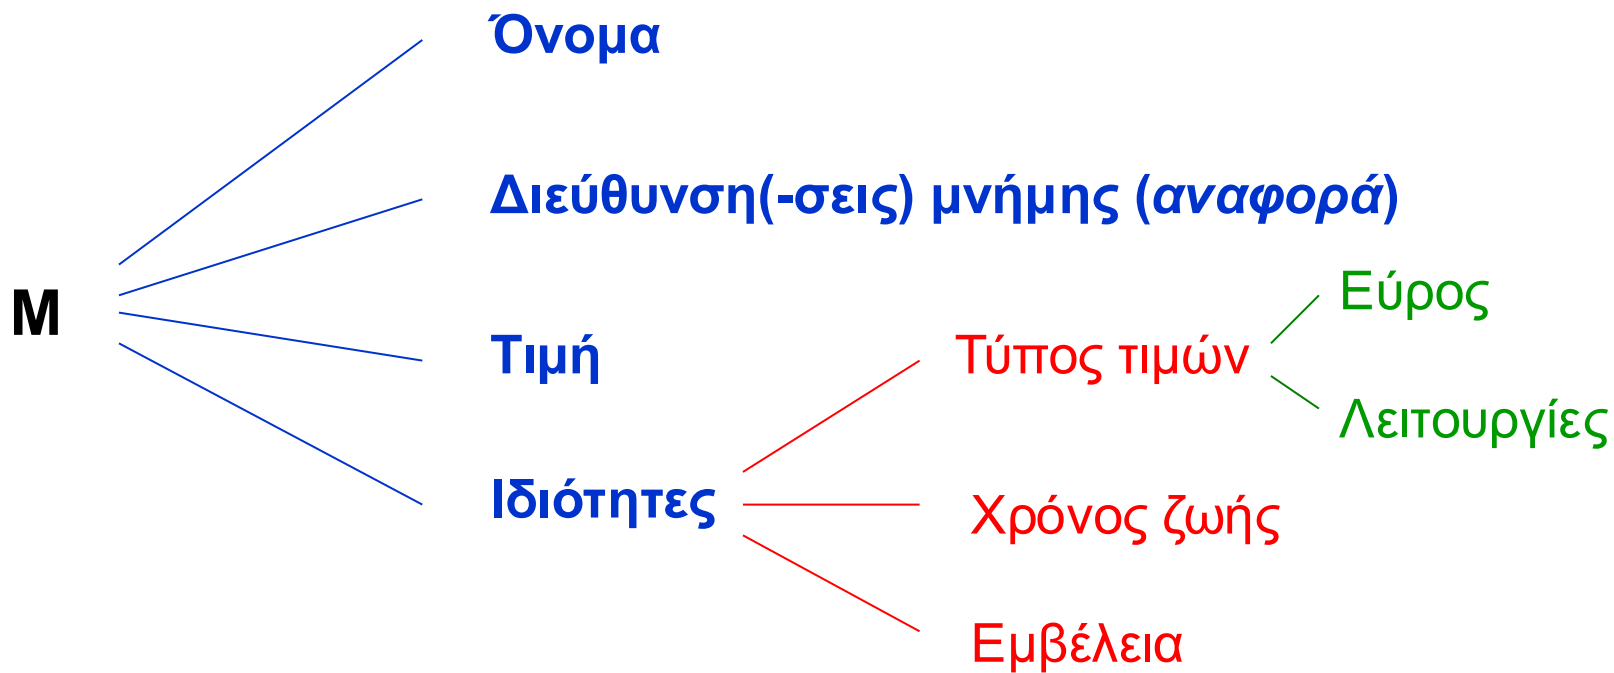 Μ
Όνομα
Διεύθυνση(-σεις) μνήμης (αναφορά)
Τιμή
Ιδιότητες
Τύπος τιμών
Εύρος
Λειτουργίες
Χρόνος ζωής
Εμβέλεια